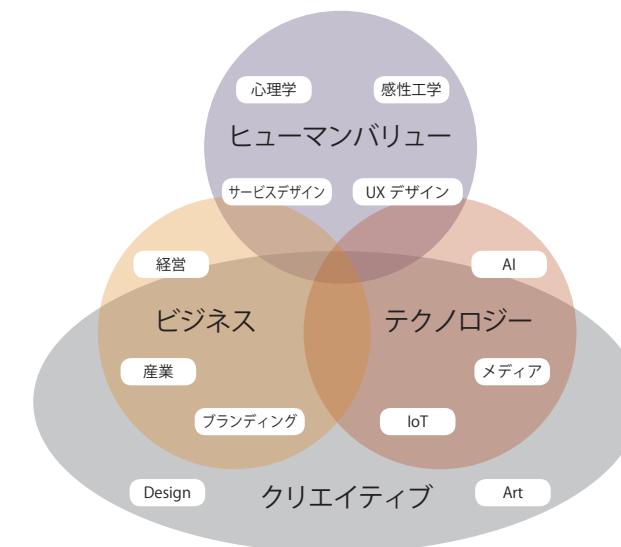 心理学
感性工学
ヒューマンバリュー
サービスデザイン
UX デザイン
経営
AI
ビジネス
テクノロジー
産業
メディア
ブランディング
IoT
Design
クリエイティブ
Art